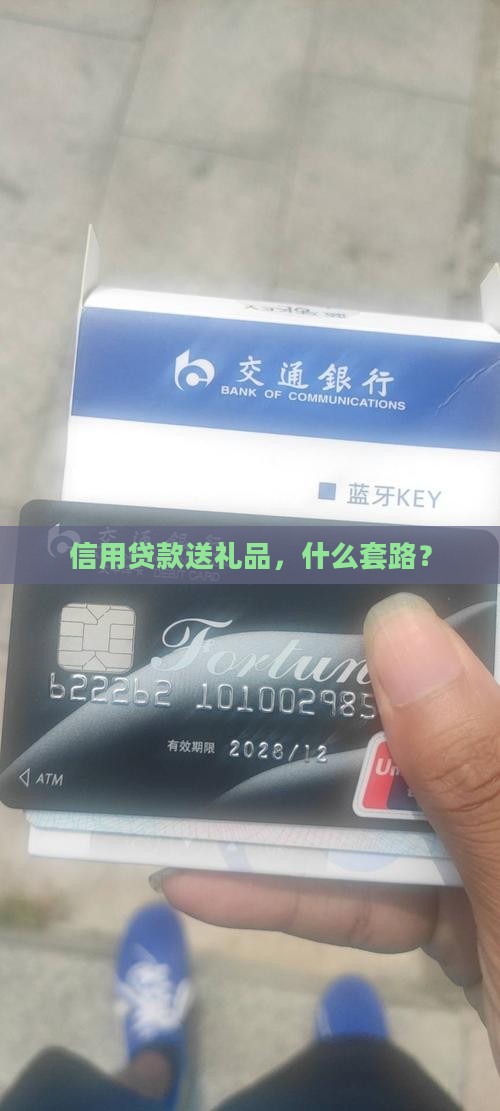 交通銀行
BANK OF COMMUNICATIONS
蓝牙KEY
信用贷款送礼品，什么套路？
Fortun
622262 101002985
有效期限 2028/12
ATM